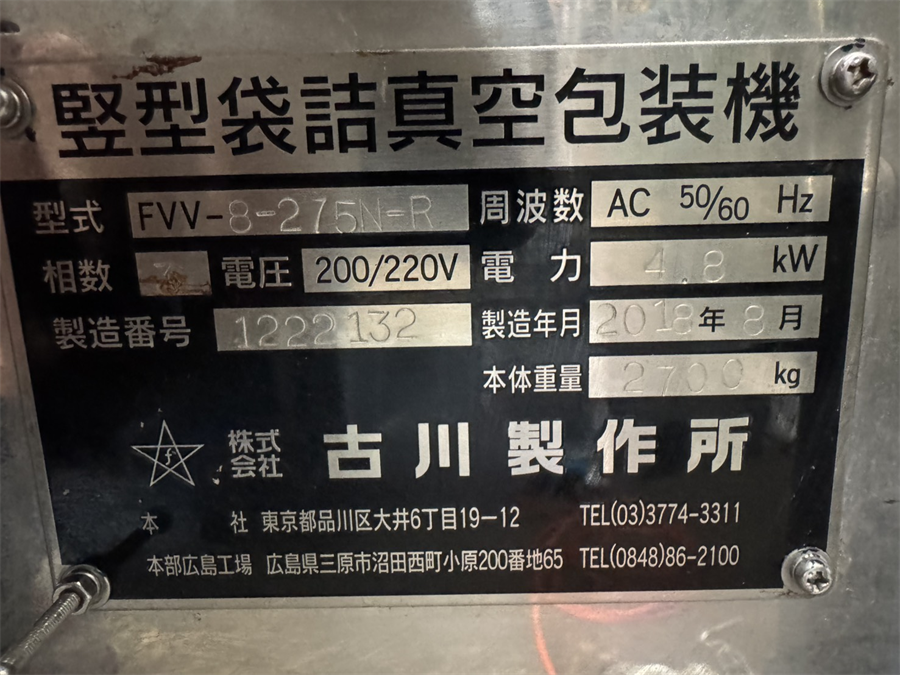 竪型袋詰真空包装機
型式 FVV-8-275N-R 周波数 AC 50/60 Hz
相数 電圧 200/220V 電力 4.8 kW
製造番号 1222132 製造年月 2018年8月
本体重量 2700 kg
株式会社 古川製作所
本社 東京都品川区大井6丁目19-12 TEL(03)3774-3311
本部広島工場 広島県三原市沼田西町小原200番地65 TEL(0848)86-2100